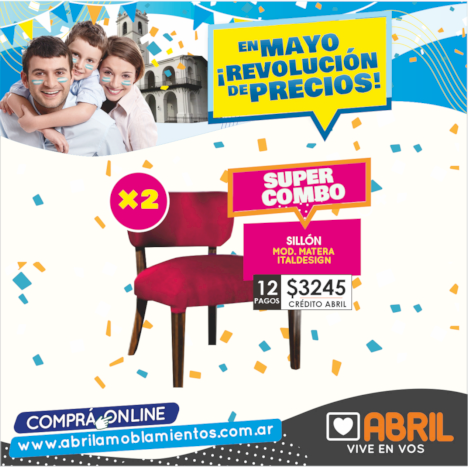 EN MAYO
¡REVOLUCIÓN
DE PRECIOS!
X2
SUPER
COMBO
SILLÓN
MOD. MATERA
ITALDESIGN
12
PAGOS
$3245
CRÉDITO ABRIL
COMPRÁ ONLINE
www.abrilamoblamientos.com.ar
ABRIL
VIVE EN VOS